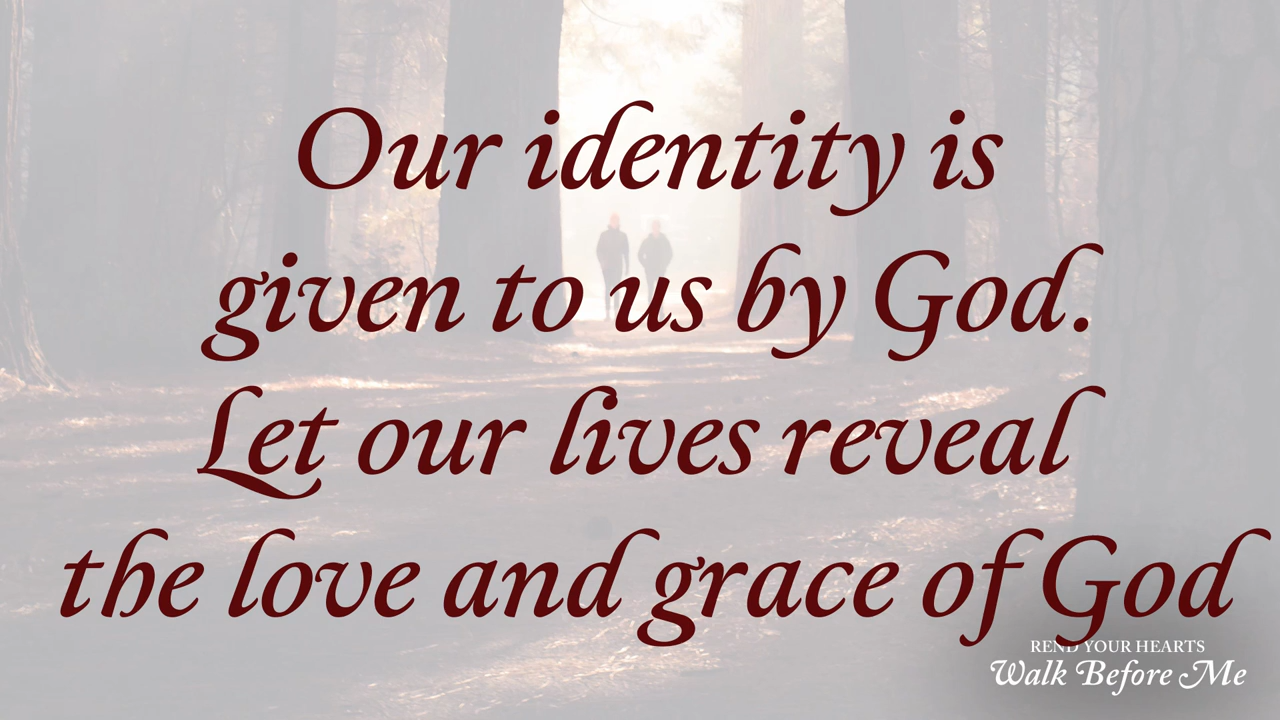 Our identity is
given to us by God.
Let our lives reveal
the love and grace of God
REND YOUR HEARTS
Walk Before Me